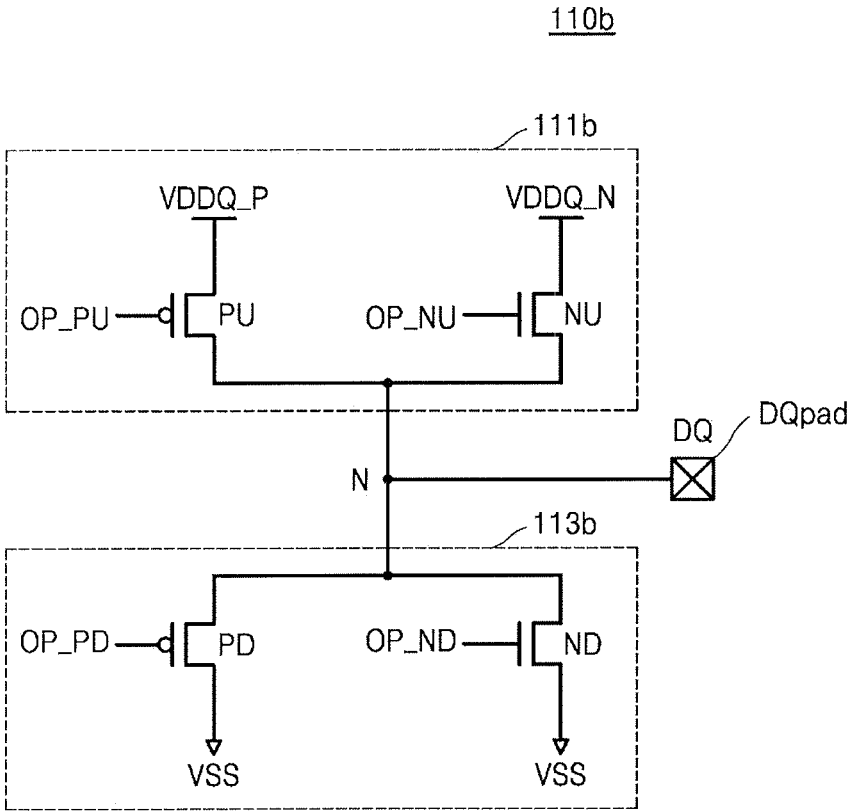 110b
111b
VDDQ_P
VDDQ_N
OP_PU
PU
OP_NU
NU
DQ
DQpad
N
113b
OP_PD
PD
OP_ND
ND
VSS
VSS